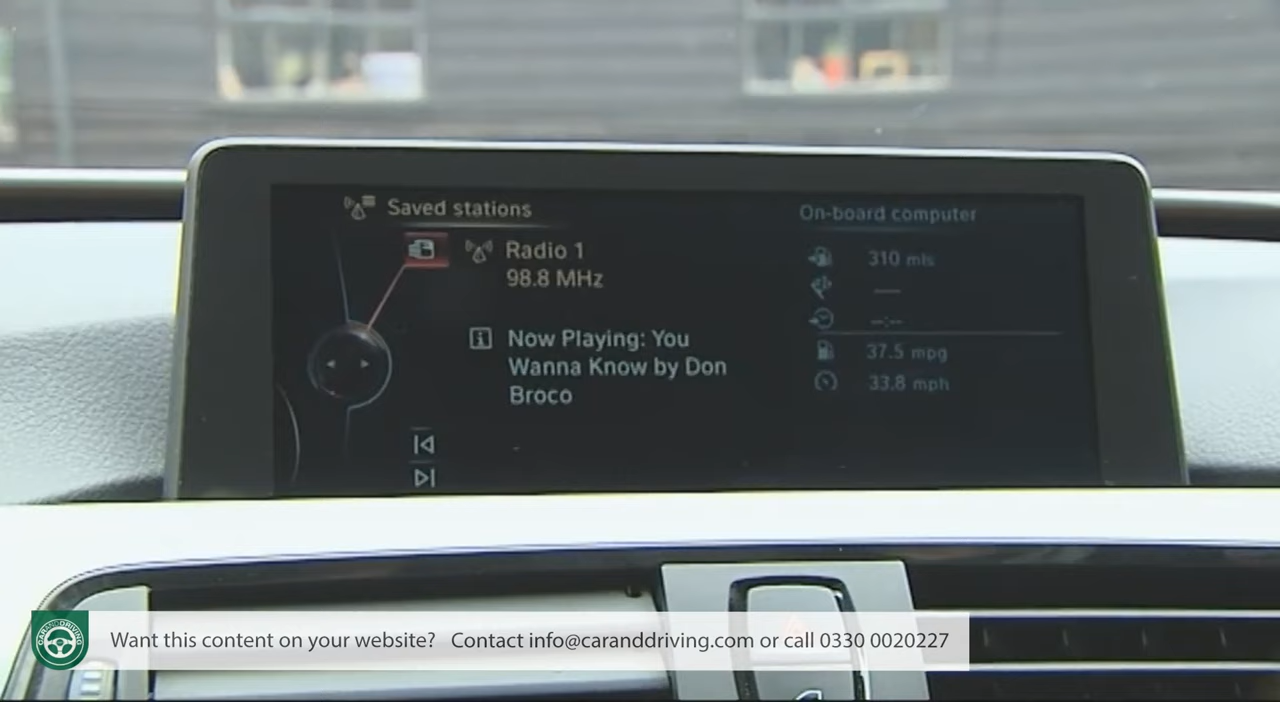 Saved stations
Radio 1
98.8 MHz
Now Playing: You
Wanna Know by Don
Broco
On-board computer
310 mls
----
--:--
37.5 mpg
33.8 mph
CARANDDRIVING
Want this content on your website? Contact info@caranddriving.com or call 0330 0020227